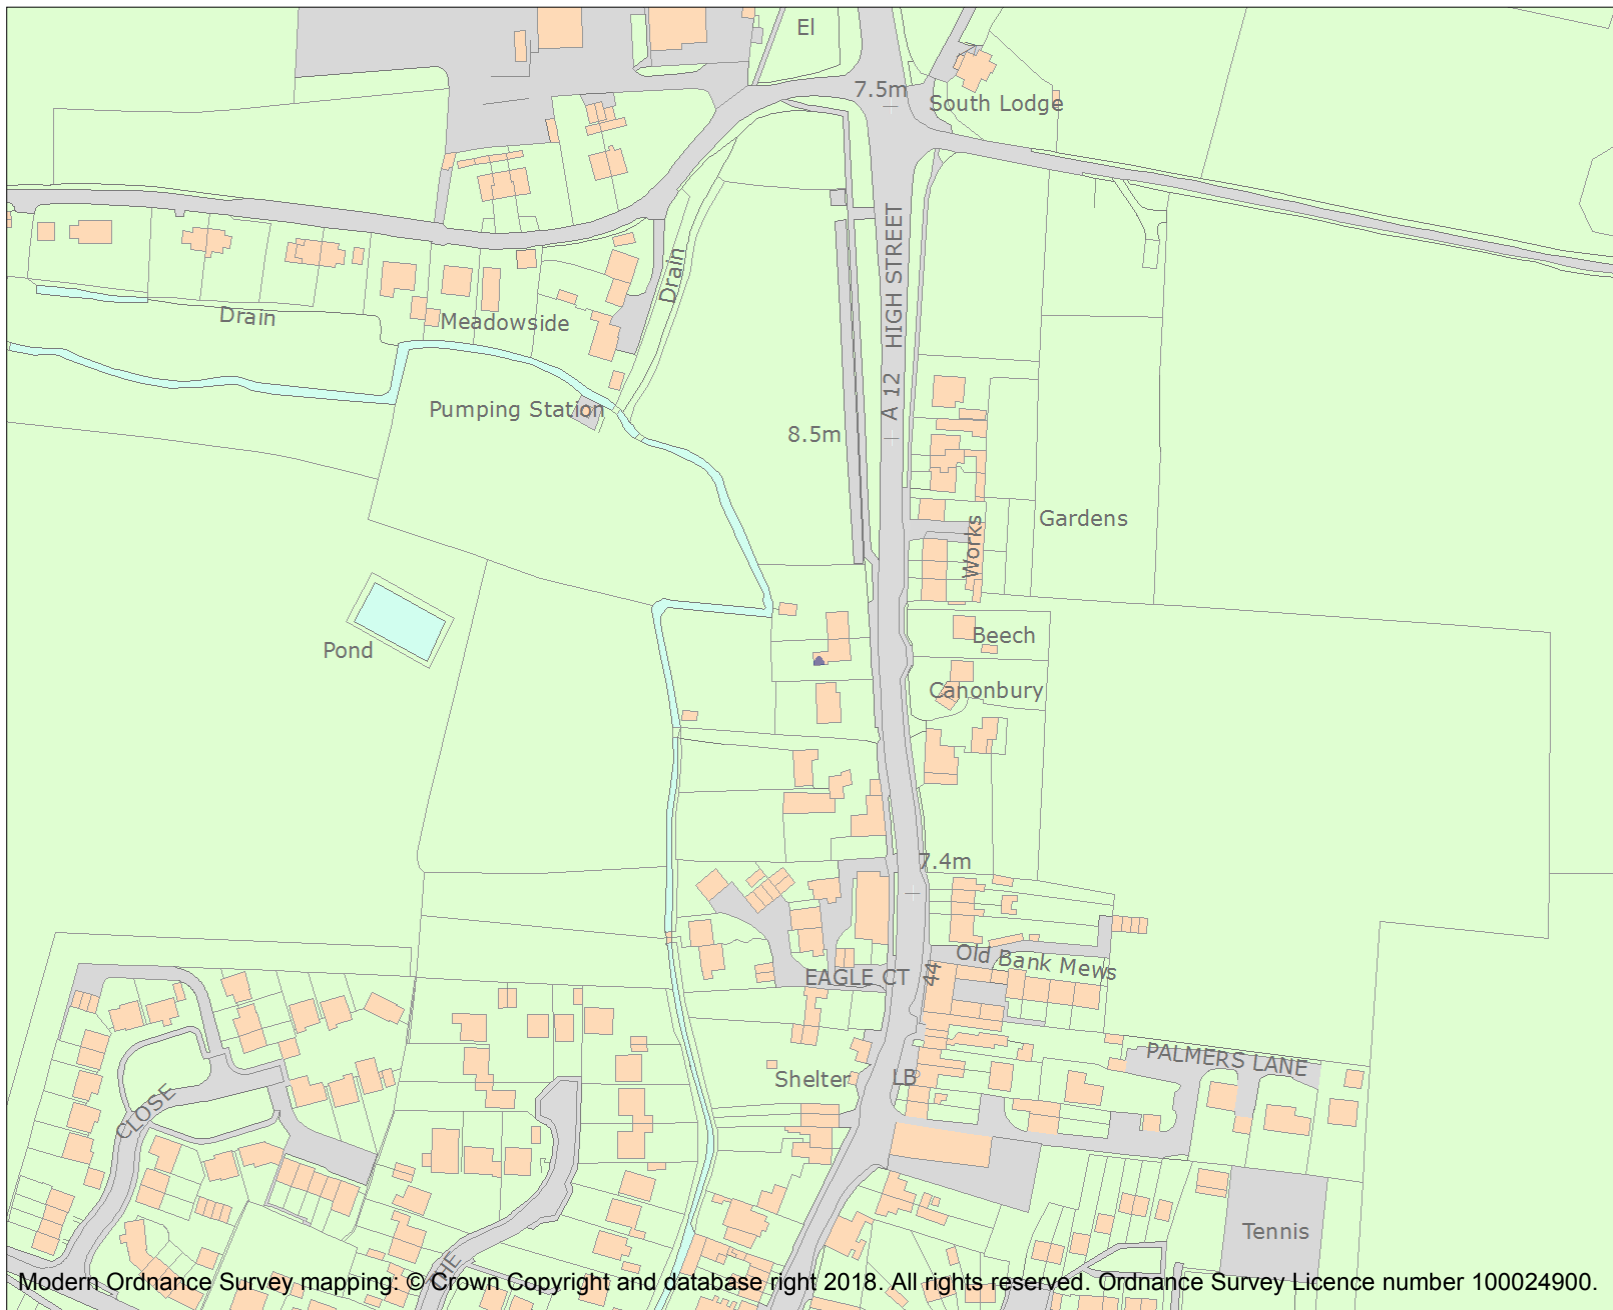 El
7.5m
South Lodge
HIGH STREET
Drain
Drain
Meadowside
A 12
Pumping Station
8.5m
Gardens
Works
Beech
Pond
Canonbury
7.4m
Old Bank Mews
EAGLE CT
44
PALMERS LANE
Shelter
LB
CLOSE
Tennis
HE
Modern Ordnance Survey mapping: © Crown Copyright and database right 2018. All rights reserved. Ordnance Survey Licence number 100024900.